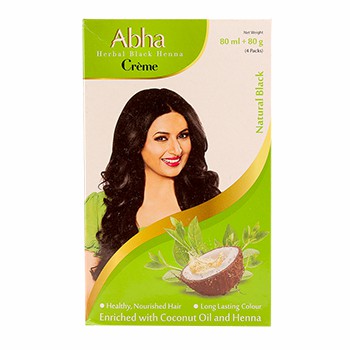 Abha
Herbal Black Henna
Crème
Net Weight
80 ml + 80 g
(4 Packs)
Natural Black
• Healthy, Nourished Hair • Long Lasting Colour
Enriched with Coconut Oil and Henna